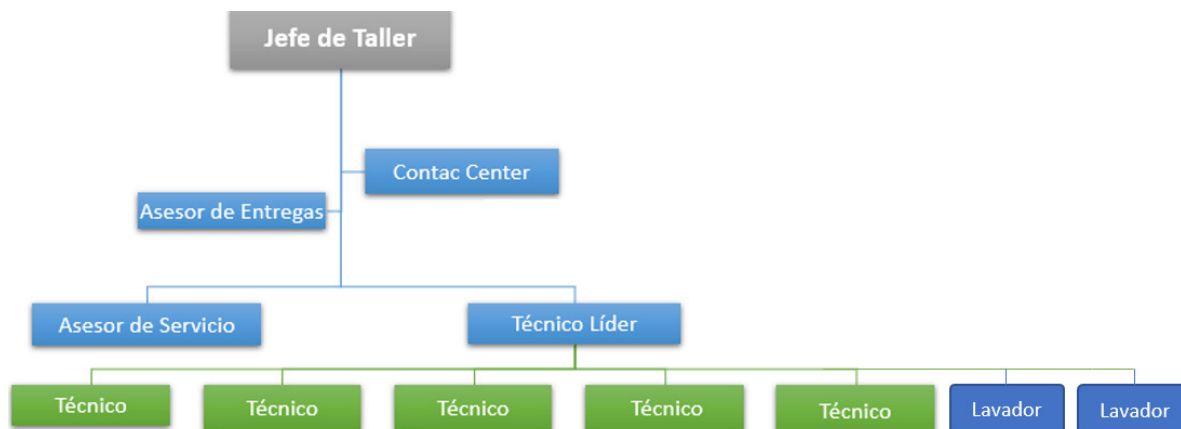 Jefe de Taller
Contac Center
Asesor de Entregas
Asesor de Servicio
Técnico Líder
Técnico
Técnico
Técnico
Técnico
Técnico
Lavador
Lavador